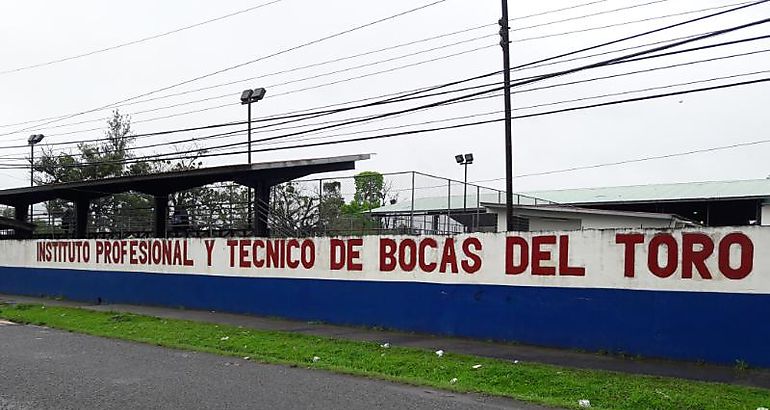 INSTITUTO PROFESIONAL Y TECNICO DE BOCAS DEL TORO